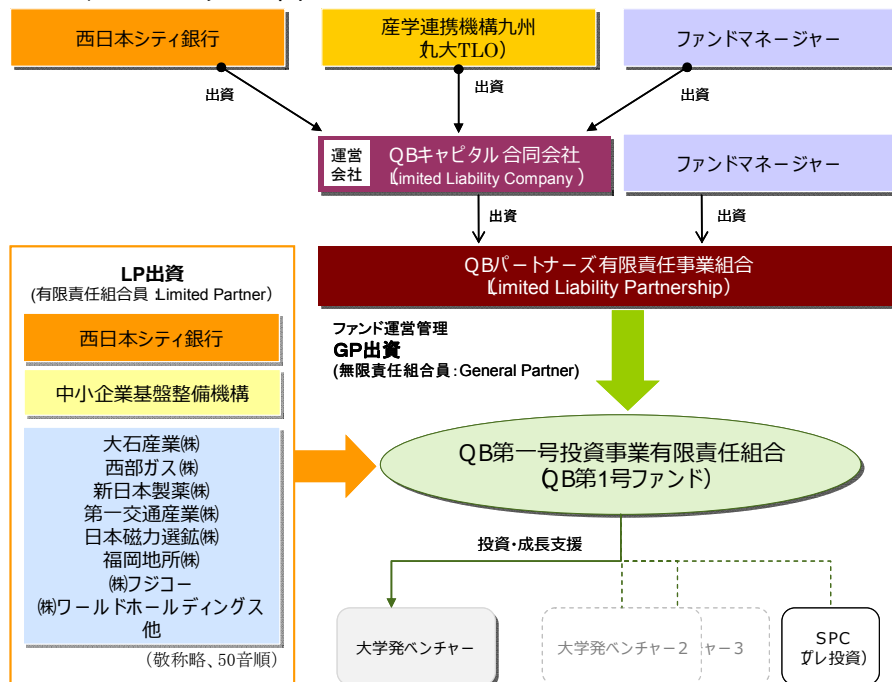 西日本シティ銀行
産学連携機構九州
(九大TLO)
ファンドマネージャー
出資
出資
出資
運営
会社
QBキャピタル合同会社
(Limited Liability Company)
ファンドマネージャー
出資
出資
QBパートナーズ有限責任事業組合
(Limited Liability Partnership)
LP出資
(有限責任組合員:Limited Partner)
西日本シティ銀行
中小企業基盤整備機構
大石産業㈱
西部ガス㈱
新日本製薬㈱
第一交通産業㈱
日本磁力選鉱㈱
福岡地所㈱
㈱フジコー
㈱ワールドホールディングス
他
(敬称略、50音順)
ファンド運営管理
GP出資
(無限責任組合員:General Partner)
QB第一号投資事業有限責任組合
(QB第1号ファンド)
投資・成長支援
大学発ベンチャー
大学発ベンチャー2
ャー3
SPC
(プレ投資)